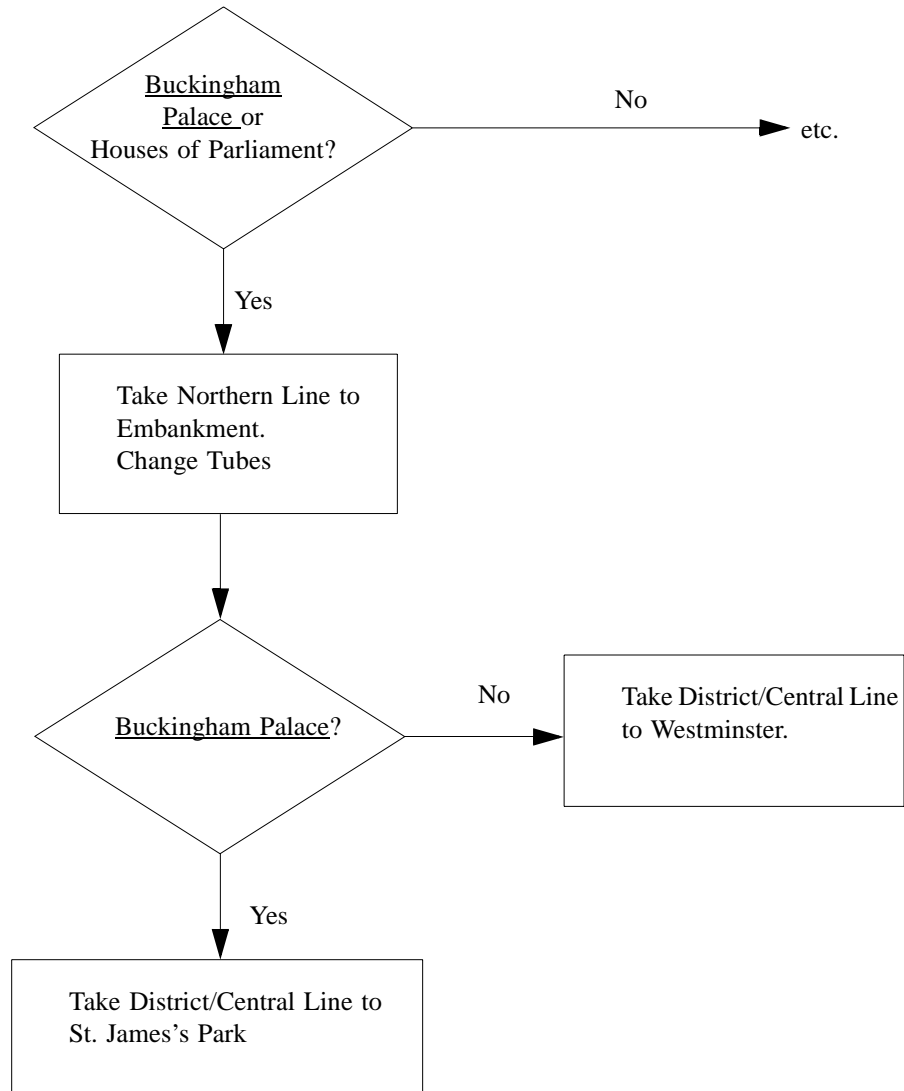 Buckingham
Palace or
Houses of Parliament?
No
etc.
Yes
Take Northern Line to
Embankment.
Change Tubes
Buckingham Palace?
No
Take District/Central Line
to Westminster.
Yes
Take District/Central Line to
St. James's Park